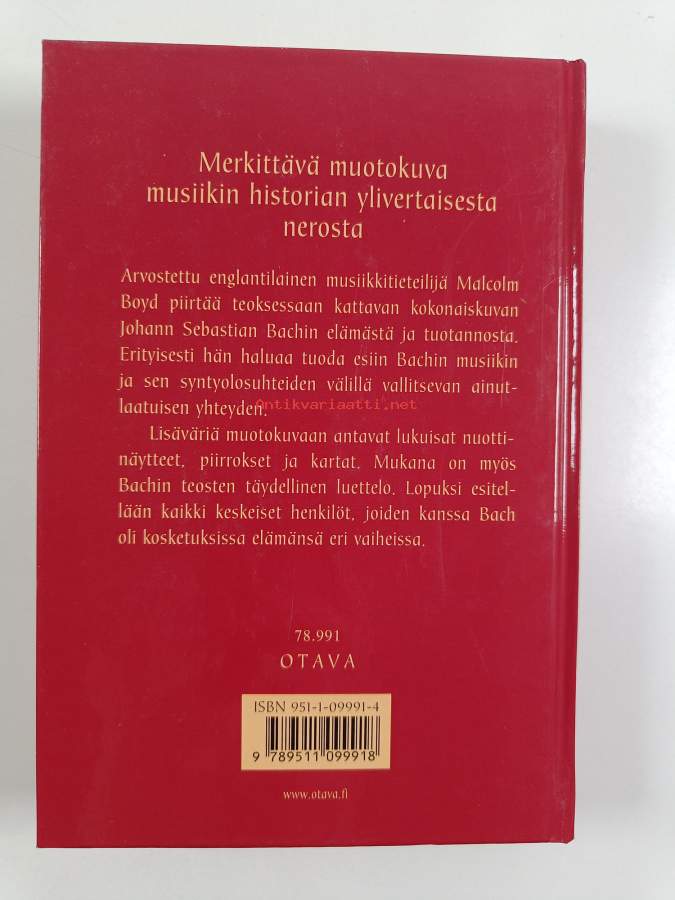 Merkittävä muotokuva
musiikin historian ylivertaisesta
nerosta
Arvostettu englantilainen musiikkitieteilijä Malcolm
Boyd piirtää teoksessaan kattavan kokonaiskuvan
Johann Sebastian Bachin elämästä ja tuotannosta.
Erityisesti hän haluaa tuoda esiin Bachin musiikin
ja sen syntyolosuhteiden välillä vallitsevan ainut-
laatuisen yhteyden.
Antikvariaatti.net
Lisäväriä muotokuvaan antavat lukuisat nuotti-
näytteet, piirrokset ja kartat. Mukana on myös
Bachin teosten täydellinen luettelo. Lopuksi esitel-
lään kaikki keskeiset henkilöt, joiden kanssa Bach
oli kosketuksissa elämänsä eri vaiheissa.
78.991
OTAVA
ISBN 951-1-09991-4
9 789511 099918
www.otava.fi